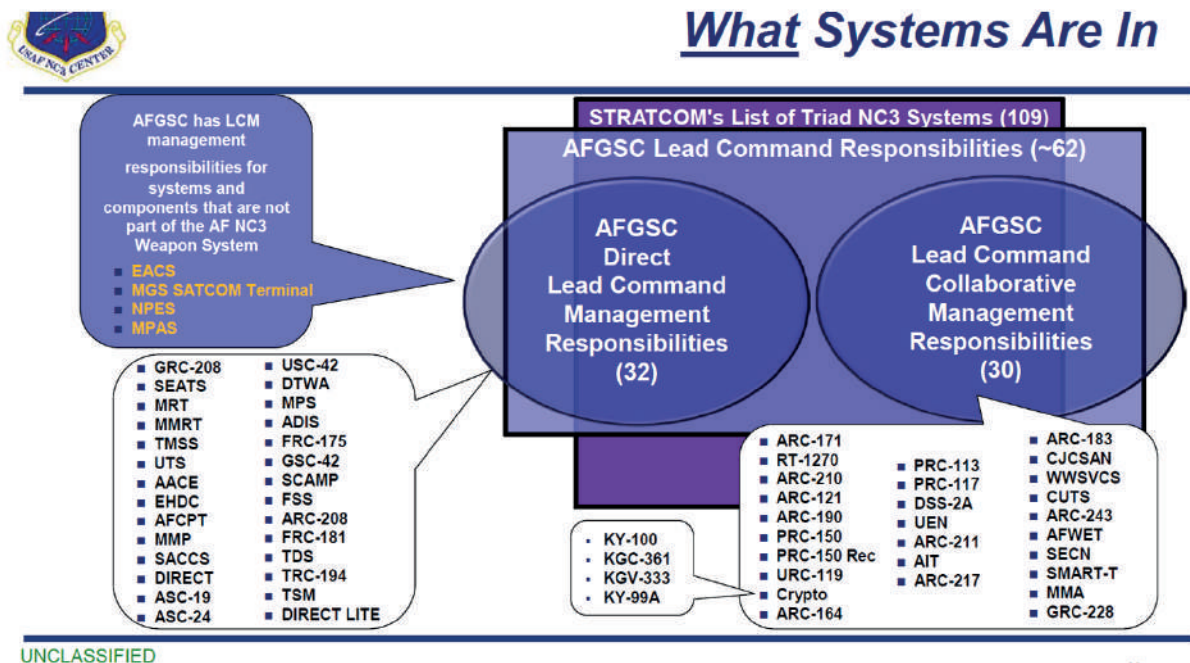 USAF NC3 CENTER
What Systems Are In
AFGSC has LCM
management
responsibilities for
systems and
components that are not
part of the AF NC3
Weapon System
EACS
MGS SATCOM Terminal
NPES
MPAS
STRATCOM's List of Triad NC3 Systems (109)
AFGSC Lead Command Responsibilities (~62)
AFGSC
Direct
Lead Command
Management
Responsibilities
(32)
AFGSC
Lead Command
Collaborative
Management
Responsibilities
(30)
GRC-208
SEATS
MRT
MMRT
TMSS
UTS
AACE
EHDC
AFCPT
MMP
SACCS
DIRECT
ASC-19
ASC-24
USC-42
DTWA
MPS
ADIS
FRC-175
GSC-42
SCAMP
FSS
ARC-208
FRC-181
TDS
TRC-194
TSM
DIRECT LITE
KY-100
KGC-361
KGV-333
KY-99A
ARC-171
RT-1270
ARC-210
ARC-121
ARC-190
PRC-150
PRC-150 Rec
URC-119
Crypto
ARC-164
PRC-113
PRC-117
DSS-2A
UEN
ARC-211
AIT
ARC-217
ARC-183
CJCSAN
WWSVCS
CUTS
ARC-243
AFWET
SECN
SMART-T
MMA
GRC-228
UNCLASSIFIED